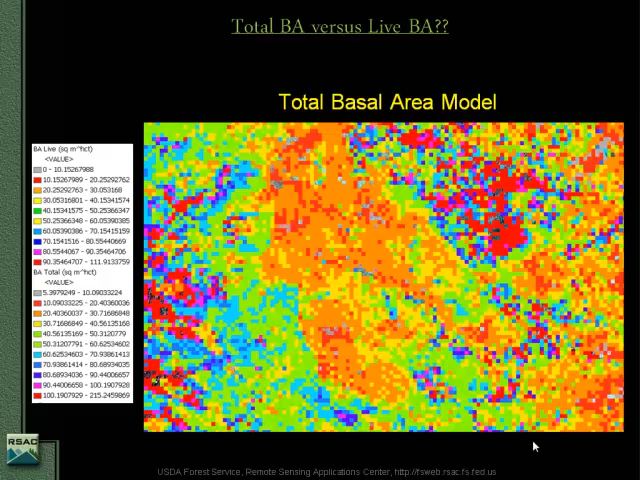 Total BA versus Live BA??
Total Basal Area Model
BA Live (sq m^hct)
<VALUE>
0 - 10.15267988
10.15267989 - 20.25292762
20.25292763 - 30.053168
30.05316801 - 40.15341574
40.15341575 - 50.25366347
50.25366348 - 60.05390385
60.05390386 - 70.15415159
70.1541516 - 80.55440669
80.5544067 - 90.35464706
90.35464707 - 111.9133759
BA Total (sq m^hct)
<VALUE>
5.3979249 - 10.09033224
10.09033225 - 20.40360036
20.40360037 - 30.71686848
30.71686849 - 40.56135168
40.56135169 - 50.3120779
50.31207791 - 60.62534602
60.62534603 - 70.93861413
70.93861414 - 80.68934035
80.68934036 - 90.44006657
90.44006658 - 100.1907928
100.1907929 - 215.2459869
RSAC
USDA Forest Service, Remote Sensing Applications Center, http://fsweb.rsac.fs.fed.us